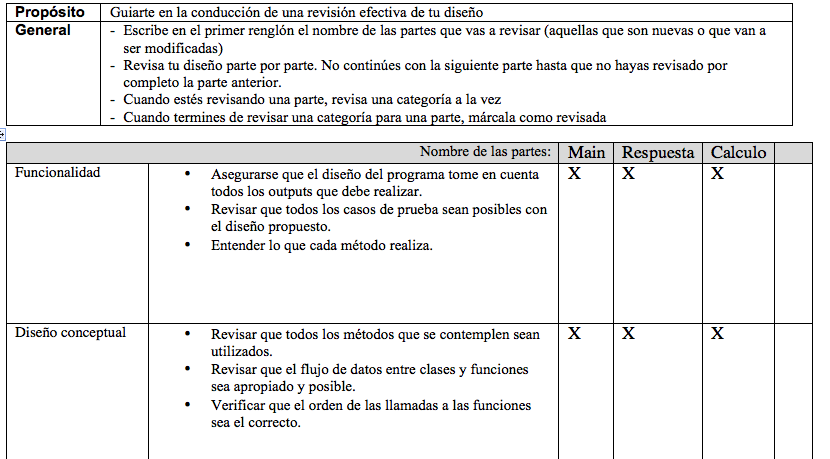 Propósito Guiarte en la conducción de una revisión efectiva de tu diseño
General - Escribe en el primer renglón el nombre de las partes que vas a revisar (aquellas que son nuevas o que van a
ser modificadas)
- Revisa tu diseño parte por parte. No continúes con la siguiente parte hasta que no hayas revisado por
completo la parte anterior.
- Cuando estés revisando una parte, revisa una categoría a la vez
- Cuando termines de revisar una categoría para una parte, márcala como revisada
Nombre de las partes: Main Respuesta Calculo
Funcionalidad • Asegurarse que el diseño del programa tome en cuenta X X X
todos los outputs que debe realizar.
• Revisar que todos los casos de prueba sean posibles con
el diseño propuesto.
• Entender lo que cada método realiza.
Diseño conceptual • Revisar que todos los métodos que se contemplen sean X X X
utilizados.
• Revisar que el flujo de datos entre clases y funciones
sea apropiado y posible.
• Verificar que el orden de las llamadas a las funciones
sea el correcto.